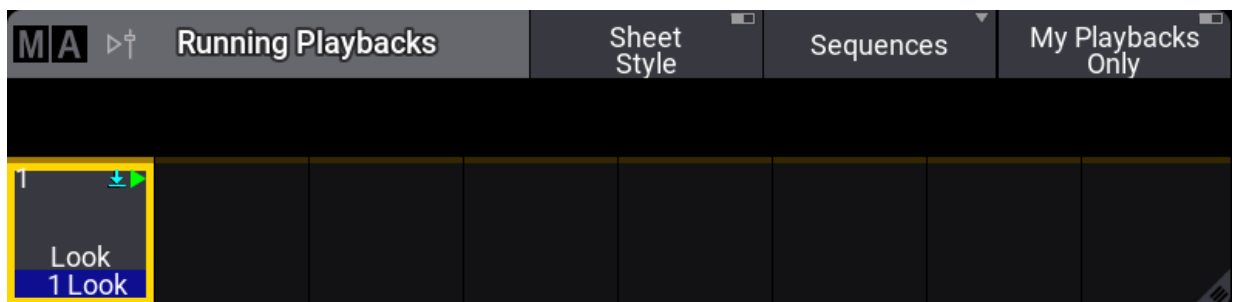 MA Running Playbacks
Sheet Style
Sequences
My Playbacks Only
1
Look
1 Look